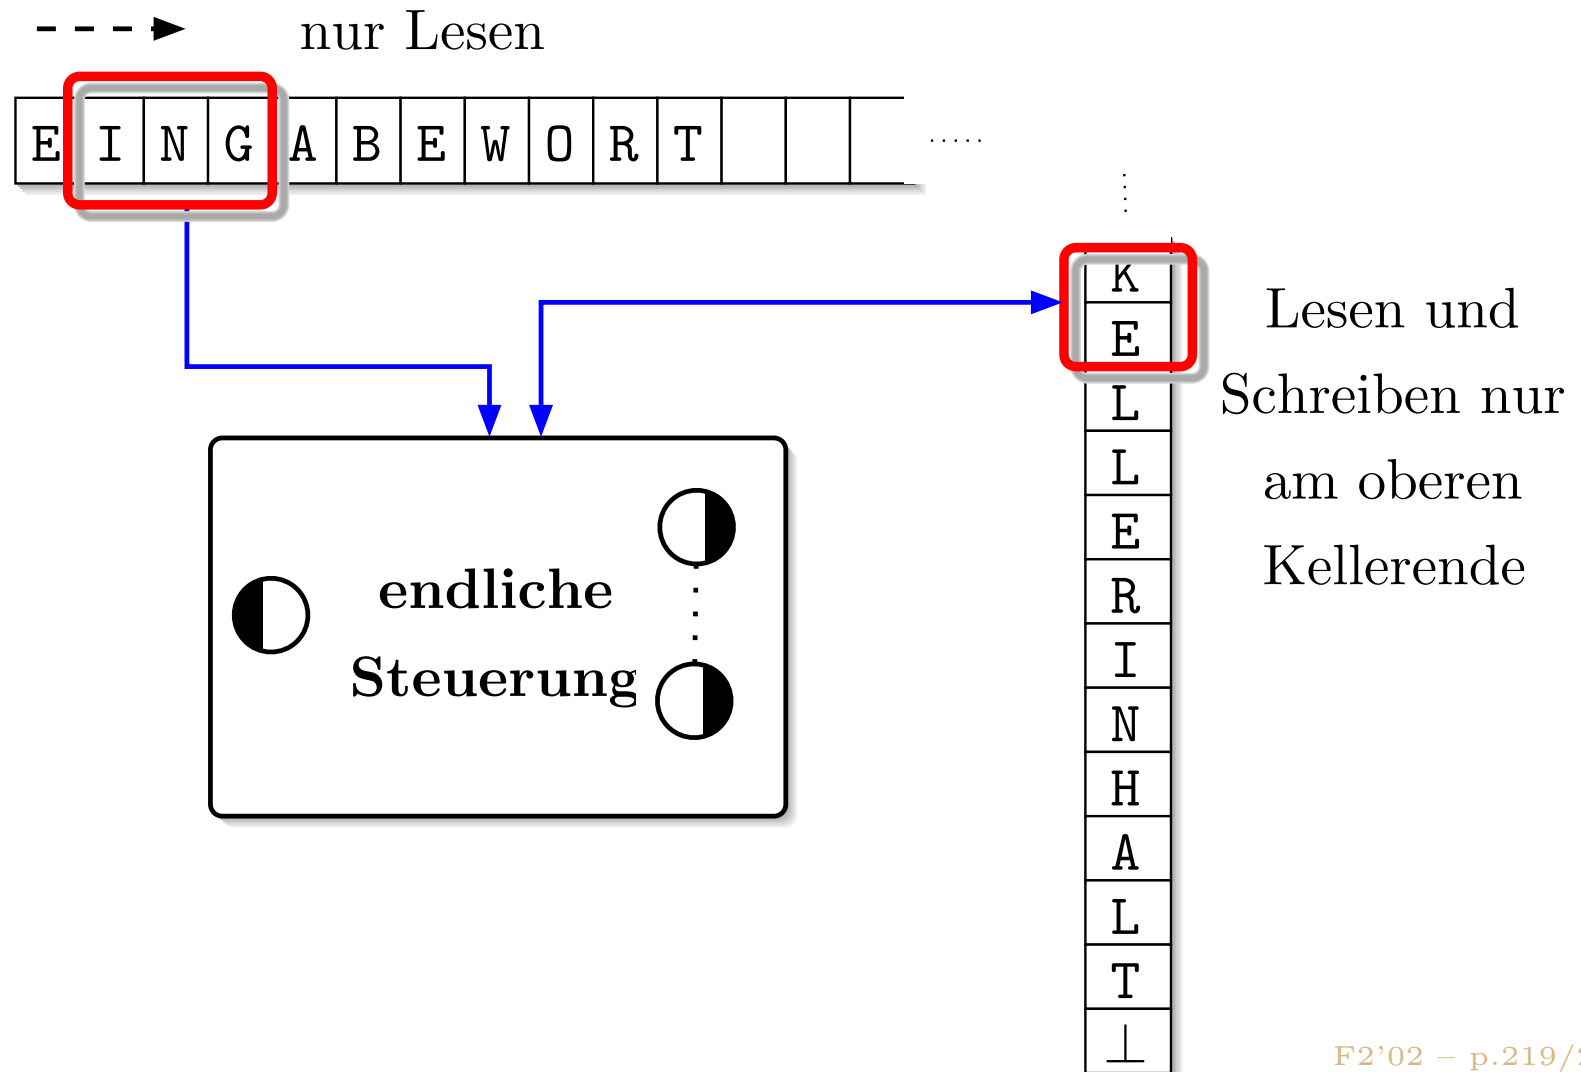 nur Lesen
E I N G A B E W O R T
K
E
L
L
E
R
I
N
H
A
L
T
⊥
Lesen und
Schreiben nur
am oberen
Kellerende
endliche
Steuerung
F2'02 – p.219/